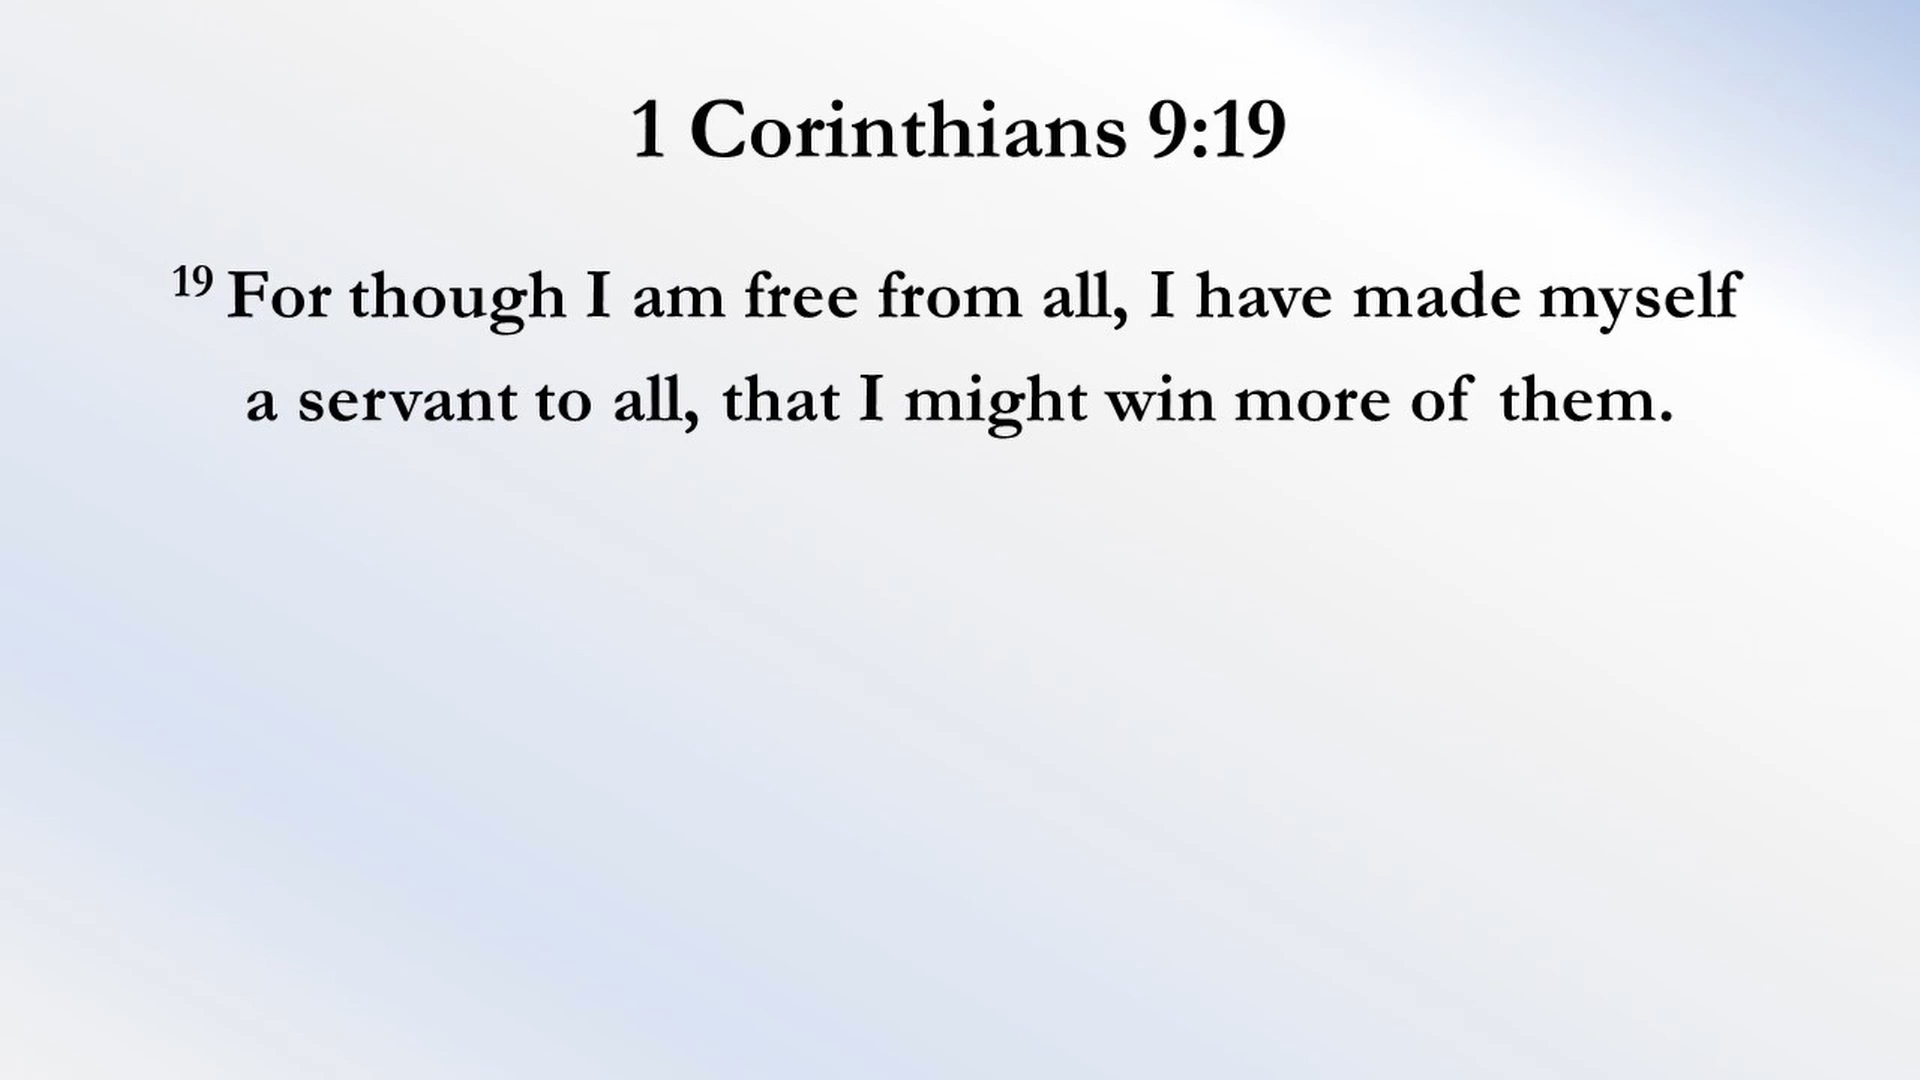 1 Corinthians 9:19
19 For though I am free from all, I have made myself
a servant to all, that I might win more of them.